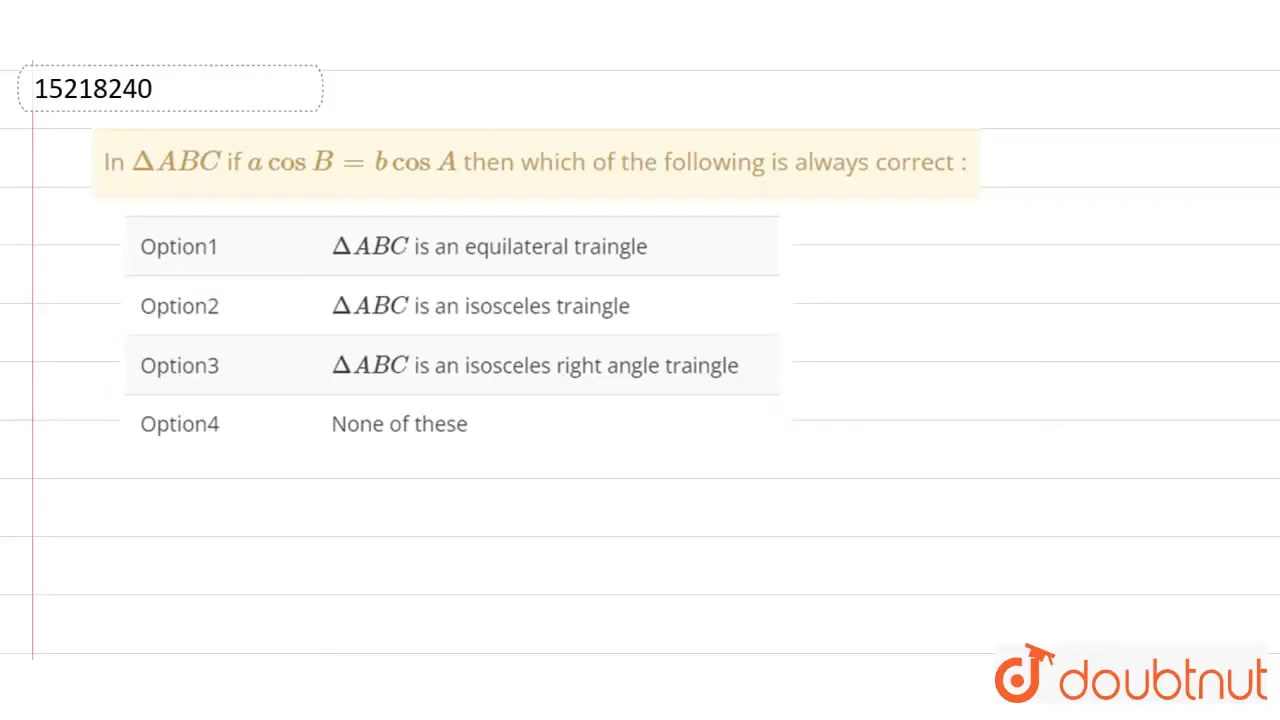 15218240
In ΔABC if a cos B = b cos A then which of the following is always correct :
Option1 ΔABC is an equilateral traingle
Option2 ΔABC is an isosceles traingle
Option3 ΔABC is an isosceles right angle traingle
Option4 None of these
doubtnut